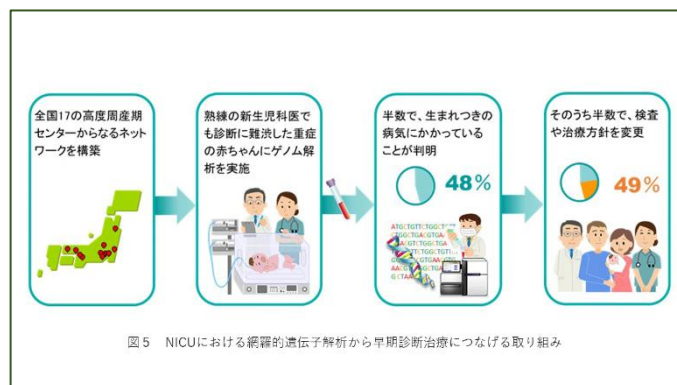 全国17の高度周産期
センターからなるネット
ワークを構築
熟練の新生児科医で
も診断に難渋した重症
の赤ちゃんにゲノム解
析を実施
半数で、生まれつきの
病気にかかっている
ことが判明
48%
そのうち半数で、検査
や治療方針を変更
49%
図5 NICUにおける網羅的遺伝子解析から早期診断治療につなげる取り組み